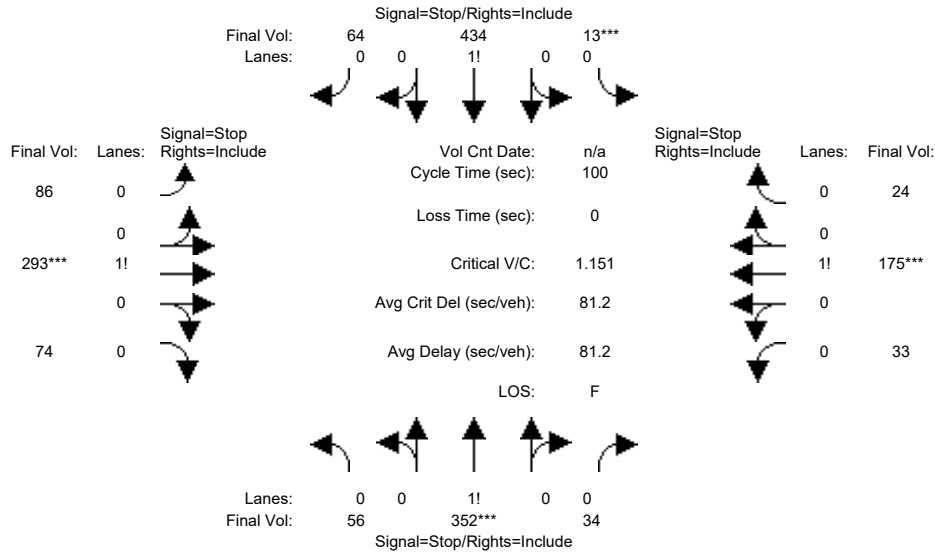 Signal=Stop/Rights=Include
Final Vol: 64 434 13***
Lanes: 0 0 1! 0 0
Signal=Stop Signal=Stop
Final Vol: Lanes: Rights=Include Vol Cnt Date: n/a Rights=Include Lanes: Final Vol:
Cycle Time (sec): 100
86 0 0 24
Loss Time (sec): 0
0 0
293*** 1! Critical V/C: 1.151 1! 175***
0 Avg Crit Del (sec/veh): 81.2 0
74 0 Avg Delay (sec/veh): 81.2 0 33
LOS: F
Lanes: 0 0 1! 0 0
Final Vol: 56 352*** 34
Signal=Stop/Rights=Include